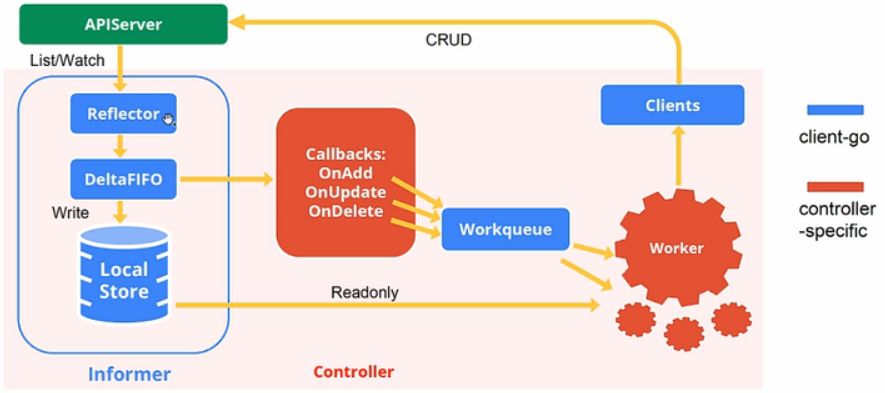 APIServer
CRUD
List/Watch
Reflector
Clients
client-go
Callbacks:
OnAdd
OnUpdate
OnDelete
DeltaFIFO
Write
controller
-specific
Workqueue
Worker
Local
Store
Readonly
Informer
Controller